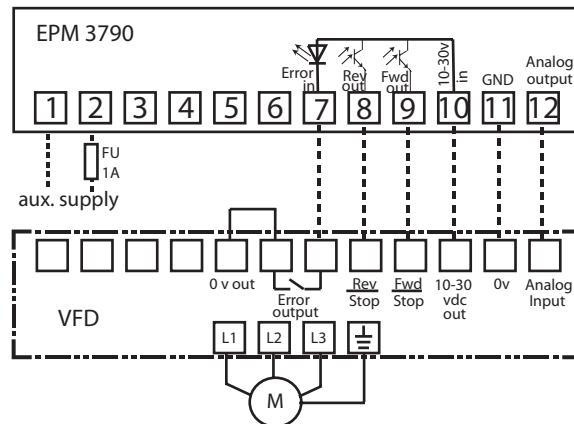 EPM 3790
Error in
Rev out
Fwd out
10-30v in
GND
Analog output
1 2 3 4 5 6 7 8 9 10 11 12
FU
1A
aux. supply
0 v out
Error output
Rev
Stop
Fwd
Stop
10-30
vdc
out
0v
Analog
Input
VFD
L1 L2 L3
M